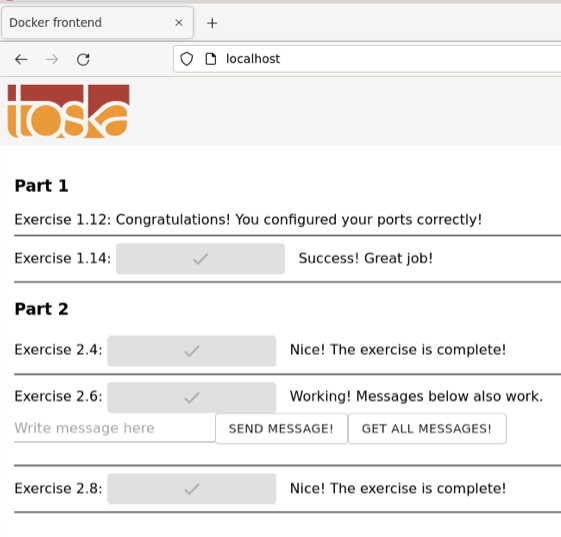 Docker frontend
localhost
toska
Part 1
Exercise 1.12: Congratulations! You configured your ports correctly!
Exercise 1.14: Success! Great job!
Part 2
Exercise 2.4: Nice! The exercise is complete!
Exercise 2.6: Working! Messages below also work.
Write message here SEND MESSAGE! GET ALL MESSAGES!
Exercise 2.8: Nice! The exercise is complete!